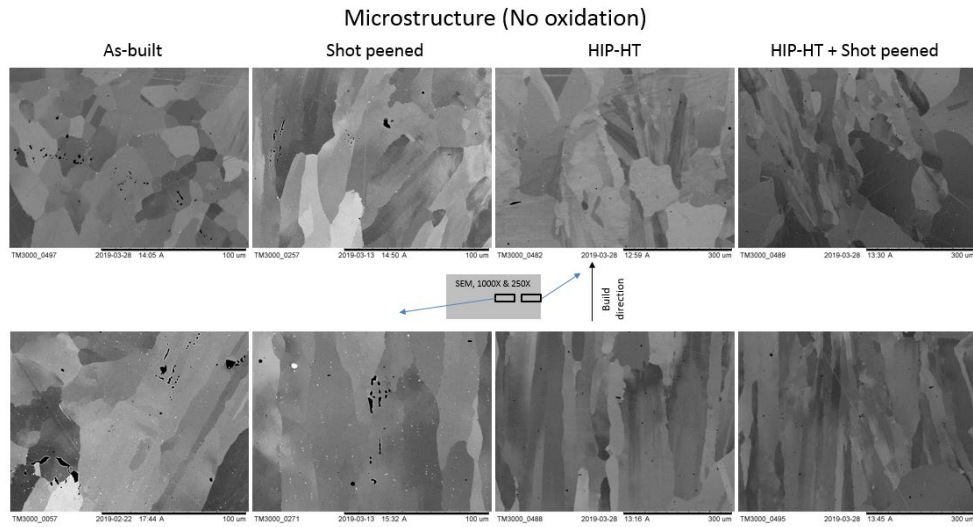 Microstructure (No oxidation)
As-built
Shot peened
HIP-HT
HIP-HT + Shot peened
TM3000_0497 2019-03-28 14:05 A 100 um
TM3000_0257 2019-03-13 14:50 A 100 um
TM3000_0482 2019-03-28 12:59 A 300 um
TM3000_0489 2019-03-28 13:30 A 300 um
SEM, 1000X & 250X
Build
direction
TM3000_0057 2019-02-22 17:44 A 100 um
TM3000_0271 2019-03-13 15:32 A 100 um
TM3000_0488 2019-03-28 13:16 A 300 um
TM3000_0495 2019-03-28 13:45 A 300 um